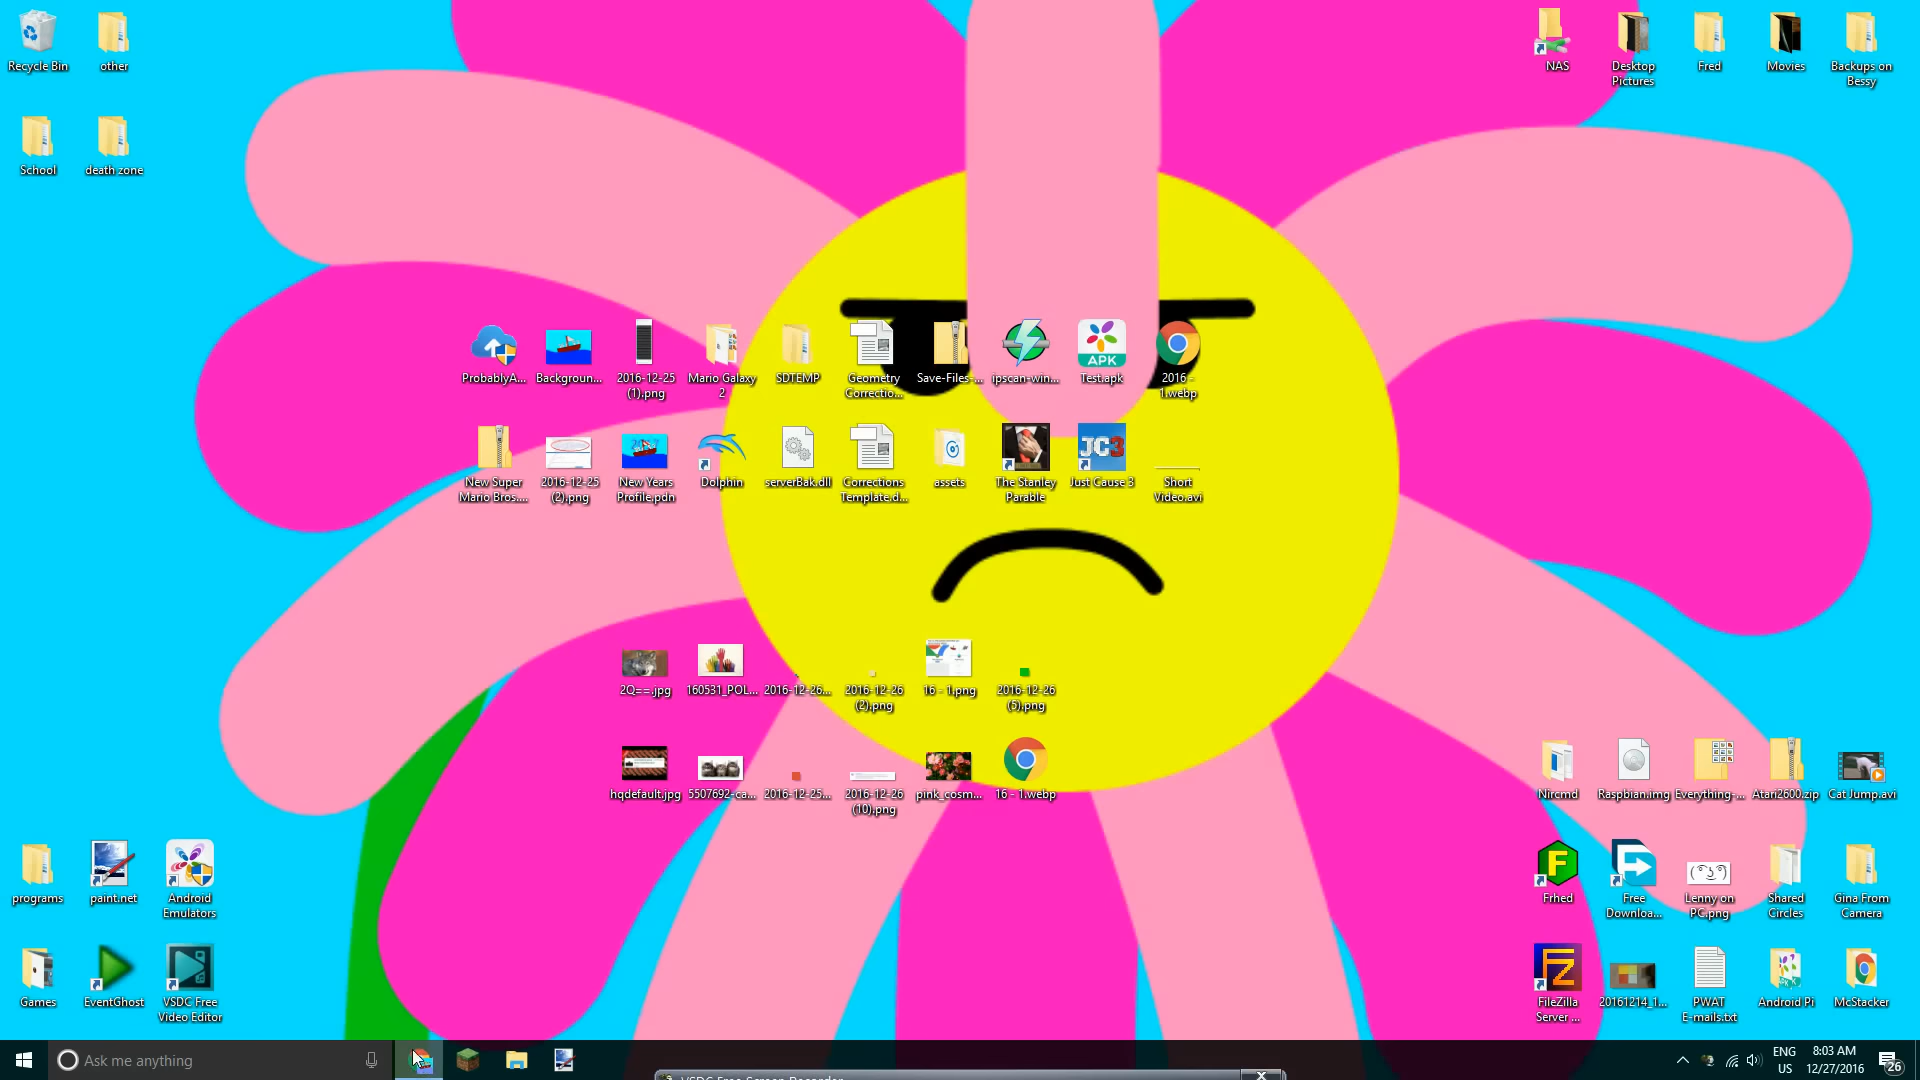 Recycle Bin
other
NAS
Desktop
Pictures
Fred
Movies
Backups on
Bessy
School
death zone
ProbablyA...
Backgroun...
2016-12-25
(1).png
Mario Galaxy
2
SDTEMP
Geometry
Correctio...
Save-Files-...
ipscan-win...
APK
Test.apk
2016 -
1.webp
New Super
Mario Bros....
2016-12-25
(2).png
New Years
Profile.pdn
Dolphin
serverBak.dll
Corrections
Template.d...
assets
The Stanley
Parable
JC3
Just Cause 3
Short
Video.avi
2Q==.jpg
160531_POL...
2016-12-26...
2016-12-26
(2).png
16 - 1.png
2016-12-26
(5).png
hqdefault.jpg
5507692-ca...
2016-12-25...
2016-12-26
(10).png
pink_cosm...
16 - 1.webp
Nircmd
Raspbian.img
Everything-...
Atari2600.zip
Cat Jump.avi
programs
paint.net
Android
Emulators
F
Frhed
Free
Downloa...
( ͡° ͜ʖ ͡°)
Lenny on
PC.png
Shared
Circles
Gina From
Camera
Games
EventGhost
VSDC Free
Video Editor
FZ
FileZilla
Server ...
20161214_1...
PWAT
E-mails.txt
Android Pi
McStacker
Ask me anything
VSDC Free Screen Recorder
X
ENG
US
8:03 AM
12/27/2016
26